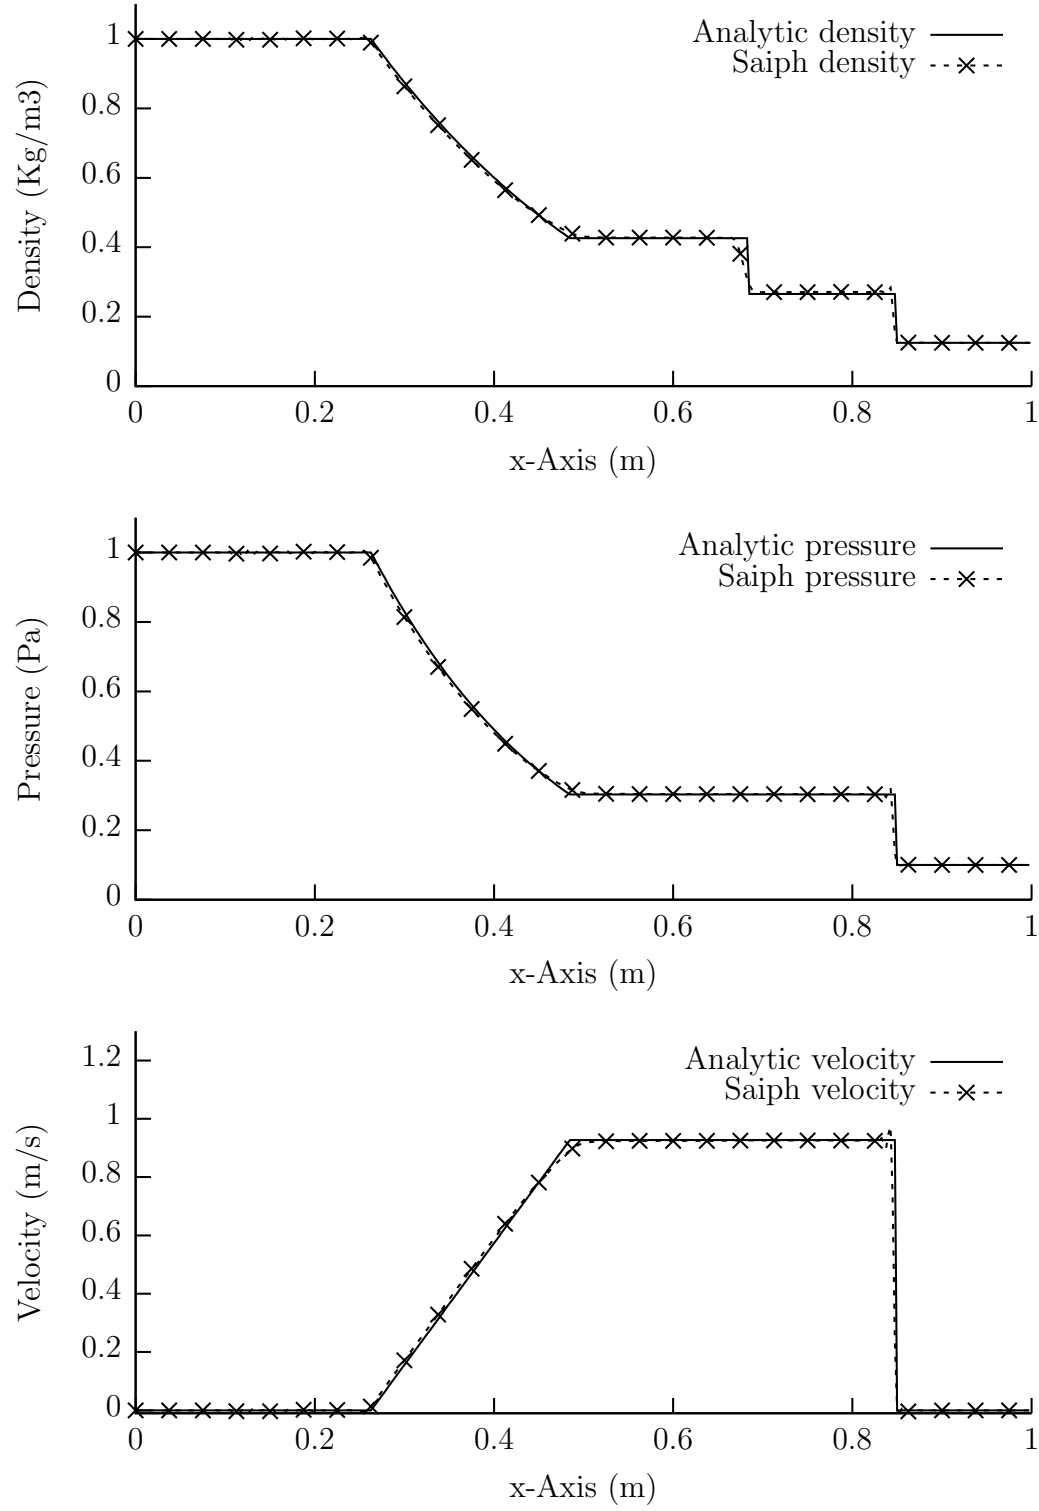 Analytic density
Saiph density
Density (Kg/m3)
1
0.8
0.6
0.4
0.2
0
0 0.2 0.4 0.6 0.8 1
x-Axis (m)
Analytic pressure
Saiph pressure
Pressure (Pa)
1
0.8
0.6
0.4
0.2
0
0 0.2 0.4 0.6 0.8 1
x-Axis (m)
Analytic velocity
Saiph velocity
Velocity (m/s)
1.2
1
0.8
0.6
0.4
0.2
0
0 0.2 0.4 0.6 0.8 1
x-Axis (m)